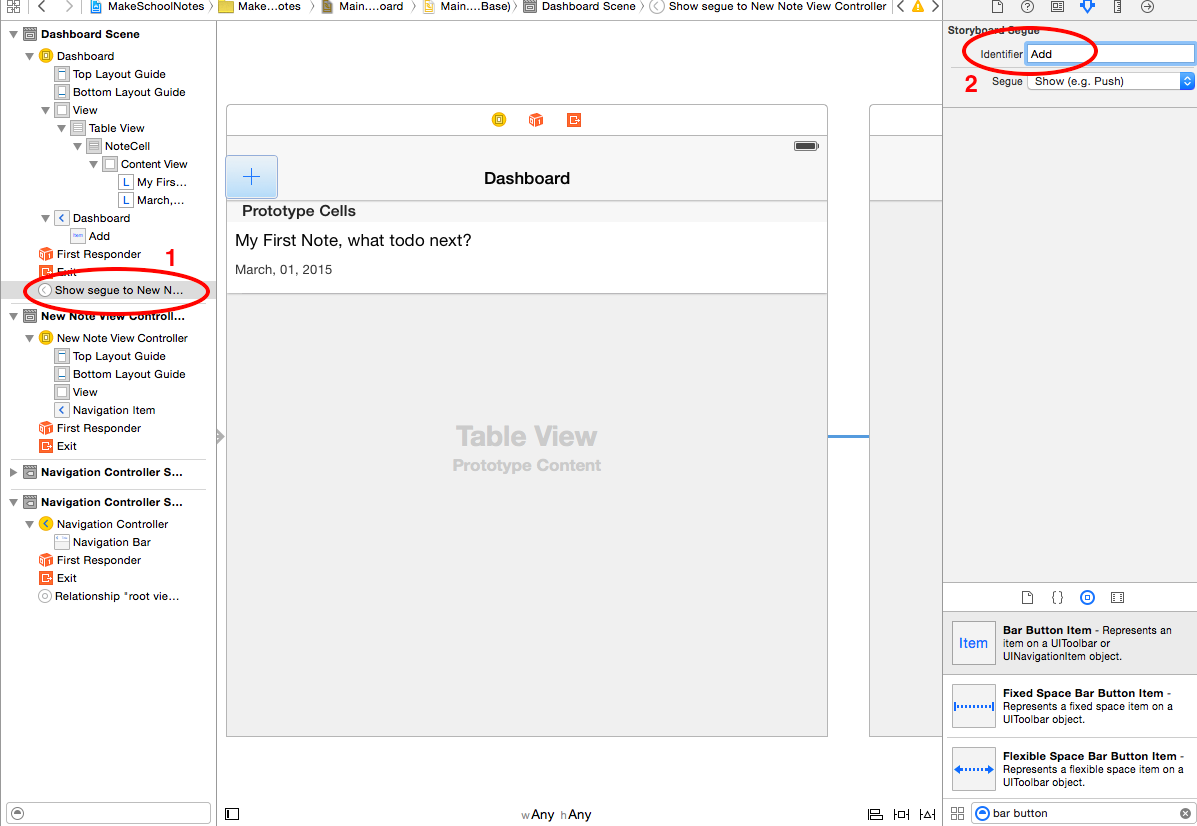 MakeSchoolNotes
Make...otes
Main....oard
Main....Base)
Dashboard Scene
Show segue to New Note View Controller
Dashboard Scene
Dashboard
Top Layout Guide
Bottom Layout Guide
View
Table View
NoteCell
Content View
L My Firs...
L March,...
Dashboard
Item Add
First Responder
1
Exit
Show segue to New N...
New Note View Controll...
New Note View Controller
Top Layout Guide
Bottom Layout Guide
View
Navigation Item
First Responder
Exit
Navigation Controller S...
Navigation Controller S...
Navigation Controller
Navigation Bar
First Responder
Exit
Relationship "root vie...
Dashboard
Prototype Cells
My First Note, what todo next?
March, 01, 2015
Table View
Prototype Content
wAny hAny
Storyboard Segue
Identifier Add
2 Segue Show (e.g. Push)
{ }
Item
Bar Button Item - Represents an
item on a UIToolbar or
UINavigationItem object.
Fixed Space Bar Button Item -
Represents a fixed space item on a
UIToolbar object.
Flexible Space Bar Button Item -
Represents a flexible space item on a
UIToolbar object.
bar button